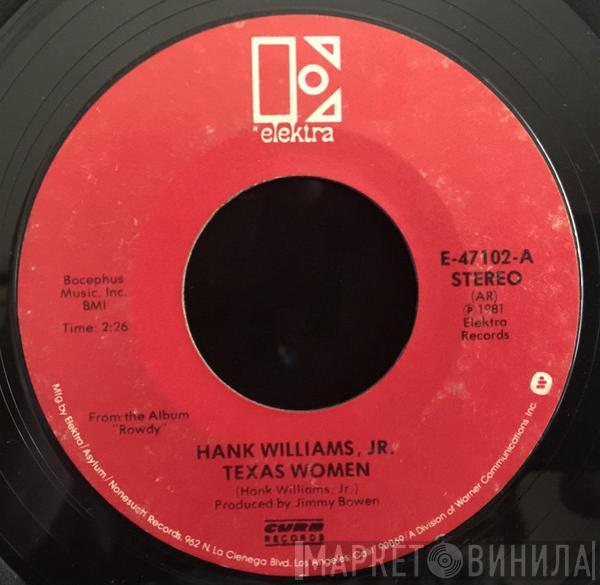 elektra
E-47102-A
STEREO
(AR)
℗ 1981
Elektra
Records
Bocephus
Music, Inc.
BMI
Time: 2:26
From the Album
"Rowdy"
HANK WILLIAMS, JR.
TEXAS WOMEN
(Hank Williams, Jr.)
Produced by Jimmy Bowen
CURB
RECORDS
Mfg. by Elektra/Asylum/Nonesuch Records, 962 N. La Cienega Blvd., Los Angeles, Calif. 90069/A Division of Warner Communications Inc.
МАРКЕТ ВИНИЛА